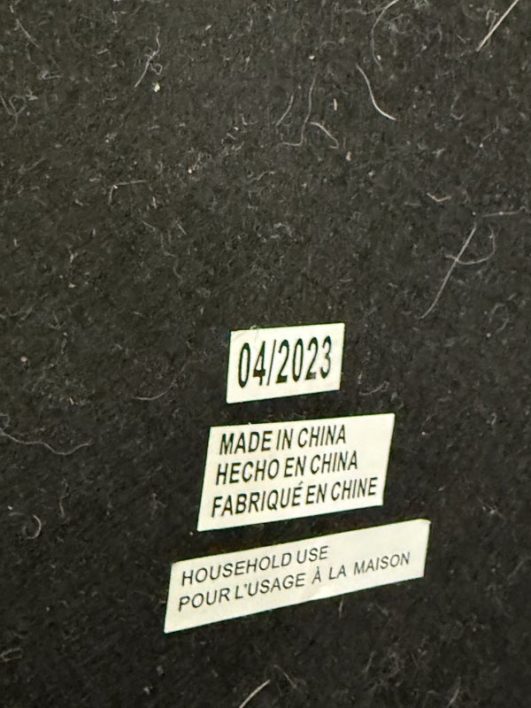 04/2023
MADE IN CHINA
HECHO EN CHINA
FABRIQUÉ EN CHINE
HOUSEHOLD USE
POUR L'USAGE À LA MAISON